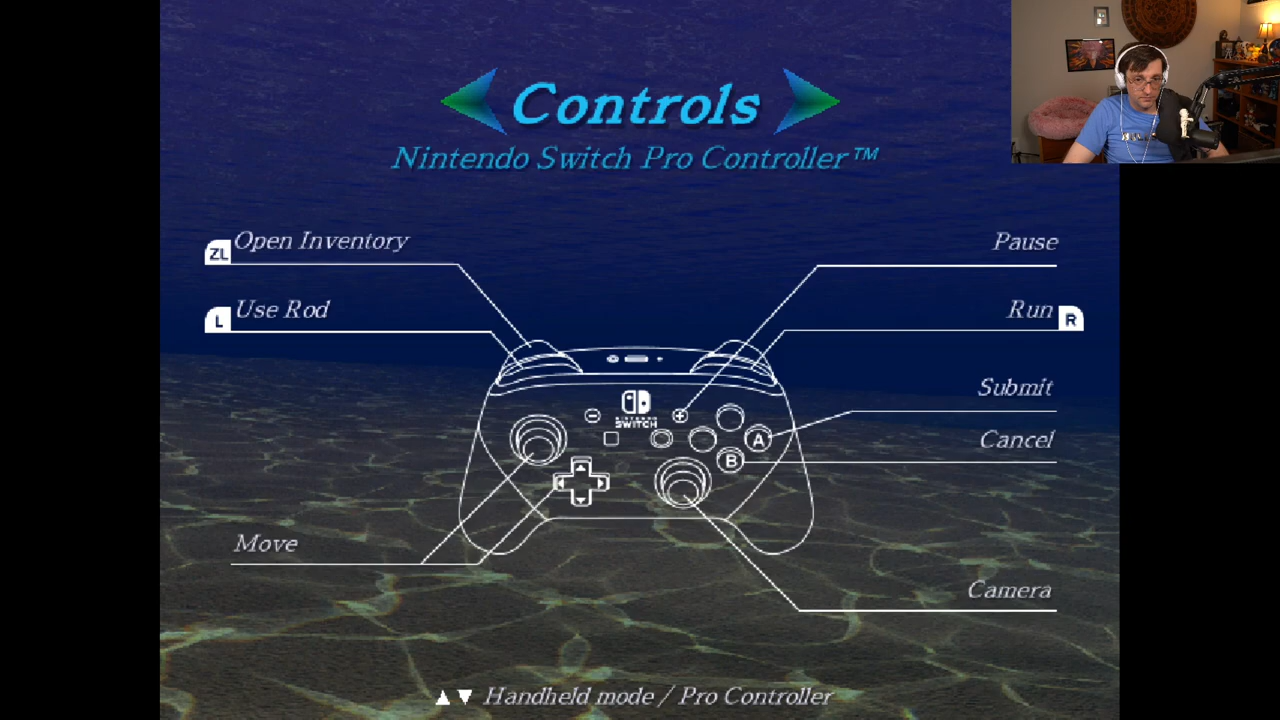 Controls
Nintendo Switch Pro Controller™
ZL Open Inventory
Pause
L Use Rod
Run R
Submit
Cancel
NINTENDO
SWITCH
A
B
Move
Camera
▲▼ Handheld mode / Pro Controller